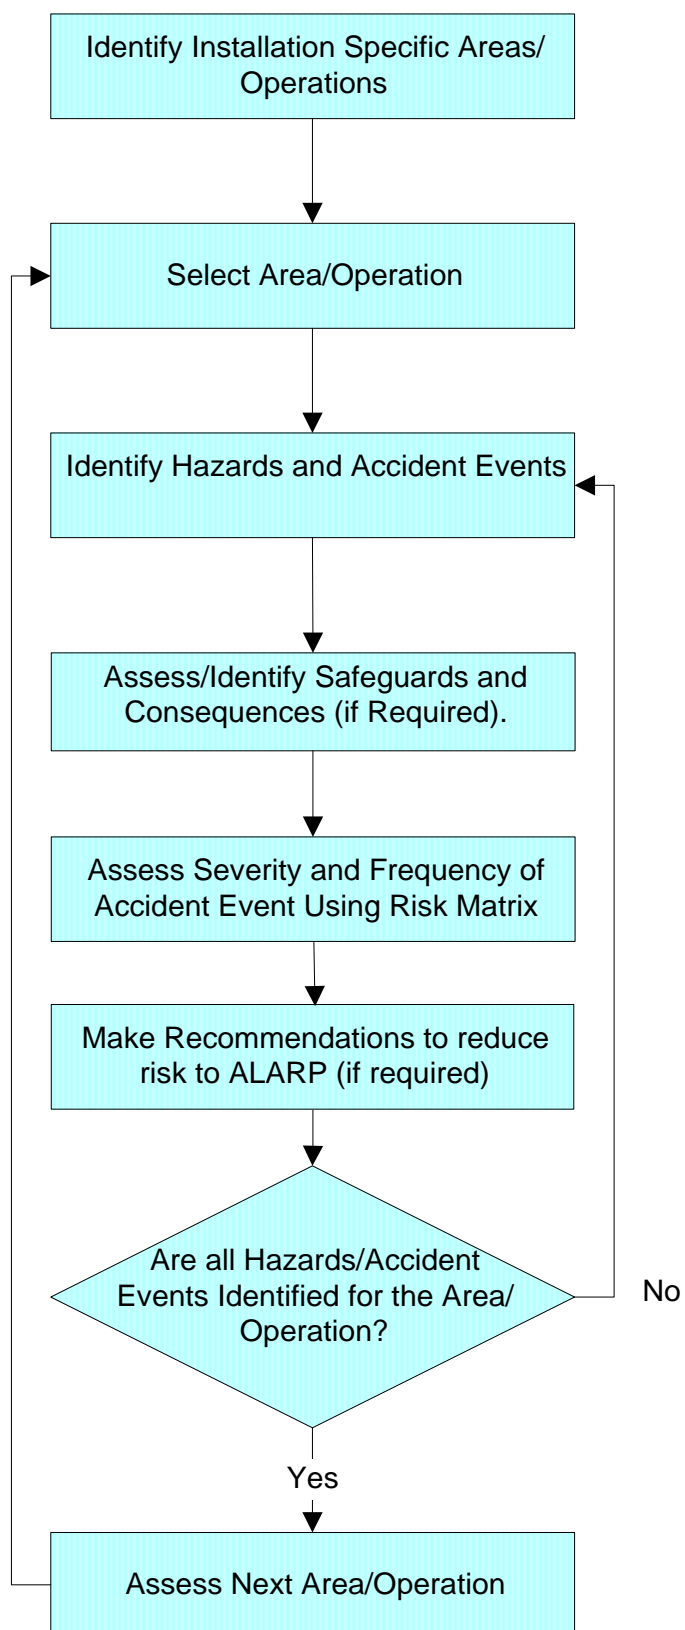 Identify Installation Specific Areas/
Operations
Select Area/Operation
Identify Hazards and Accident Events
Assess/Identify Safeguards and
Consequences (if Required).
Assess Severity and Frequency of
Accident Event Using Risk Matrix
Make Recommendations to reduce
risk to ALARP (if required)
Are all Hazards/Accident
Events Identified for the Area/
Operation?
No
Yes
Assess Next Area/Operation